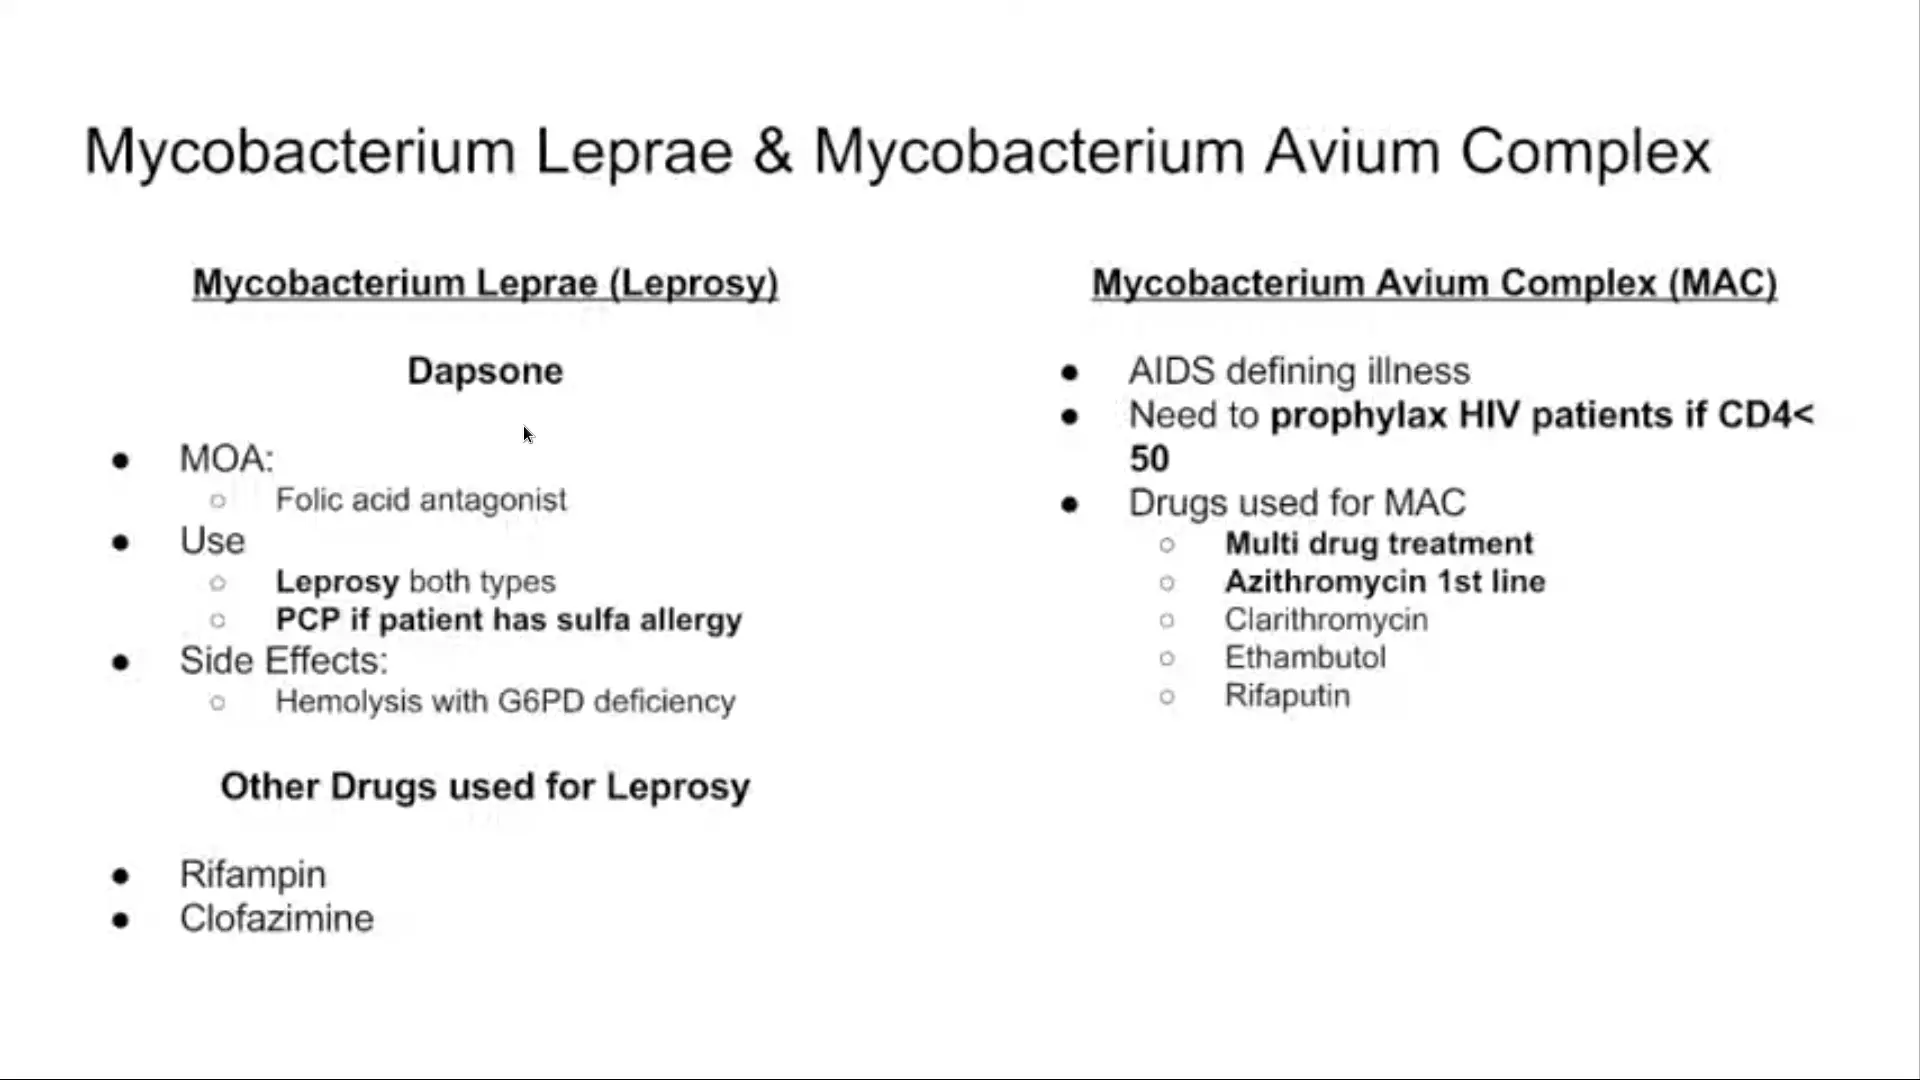 Mycobacterium Leprae & Mycobacterium Avium Complex
Mycobacterium Leprae (Leprosy)
Dapsone
● MOA:
○ Folic acid antagonist
● Use
○ Leprosy both types
○ PCP if patient has sulfa allergy
● Side Effects:
○ Hemolysis with G6PD deficiency
Other Drugs used for Leprosy
● Rifampin
● Clofazimine
Mycobacterium Avium Complex (MAC)
● AIDS defining illness
● Need to prophylax HIV patients if CD4<
50
● Drugs used for MAC
○ Multi drug treatment
○ Azithromycin 1st line
○ Clarithromycin
○ Ethambutol
○ Rifaputin